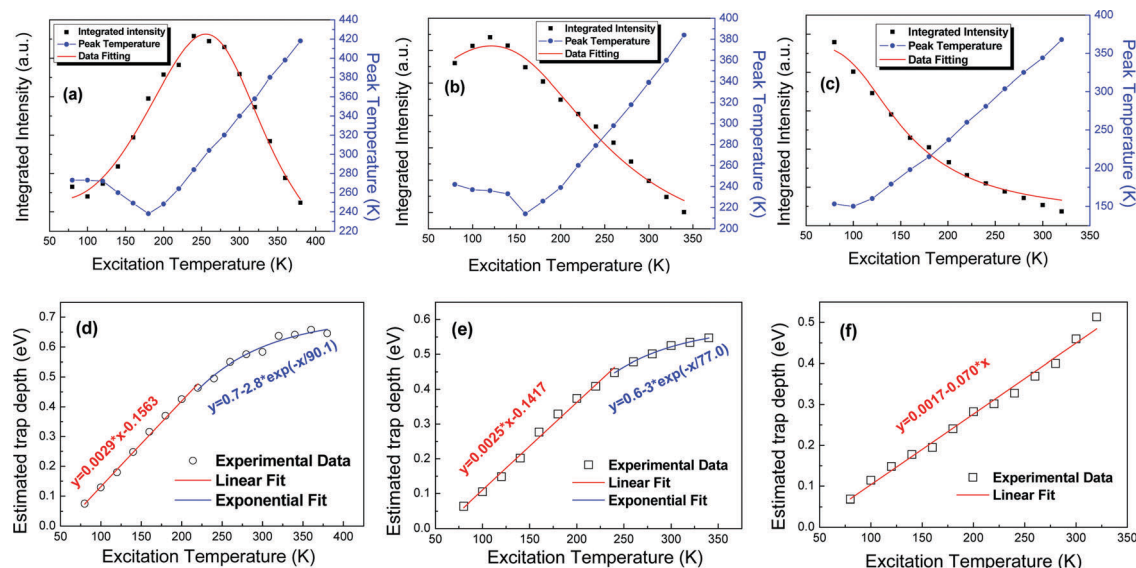 Integrated Intensity (a.u.)
Integrated intensity
Peak Temperature
Data Fitting
(a)
420
400
380
360
340
320
300
280
260
240
220
Peak Temperature (K)
50 100 150 200 250 300 350 400
Excitation Temperature (K)
Integrated Intensity (a.u.)
Integrated intensity
Peak Temperature
Data Fitting
(b)
400
380
360
340
320
300
280
260
240
220
200
Peak Temperature (K)
50 100 150 200 250 300 350
Excitation Temperature (K)
Integrated Intensity (a.u.)
Integrated intensity
Peak Temperature
Data Fitting
(c)
400
350
300
250
200
150
Peak Temperature (K)
50 100 150 200 250 300 350
Excitation Temperature (K)
Estimated trap depth (eV)
0.7
0.6
0.5
0.4
0.3
0.2
0.1
0.0
(d)
y=0.0029*x-0.1563
y=0.7-2.8*exp(-x/90.1)
Experimental Data
Linear Fit
Exponential Fit
50 100 150 200 250 300 350 400
Excitation Temperature (K)
Estimated trap depth (eV)
0.6
0.5
0.4
0.3
0.2
0.1
0.0
(e)
y=0.0025*x-0.1417
y=0.6-3*exp(-x/77.0)
Experimental Data
Linear Fit
Exponential Fit
50 100 150 200 250 300 350
Excitation Temperature (K)
Estimated trap depth (eV)
0.5
0.4
0.3
0.2
0.1
0.0
(f)
y=0.0017-0.070*x
Experimental Data
Linear Fit
50 100 150 200 250 300 350
Excitation Temperature (K)